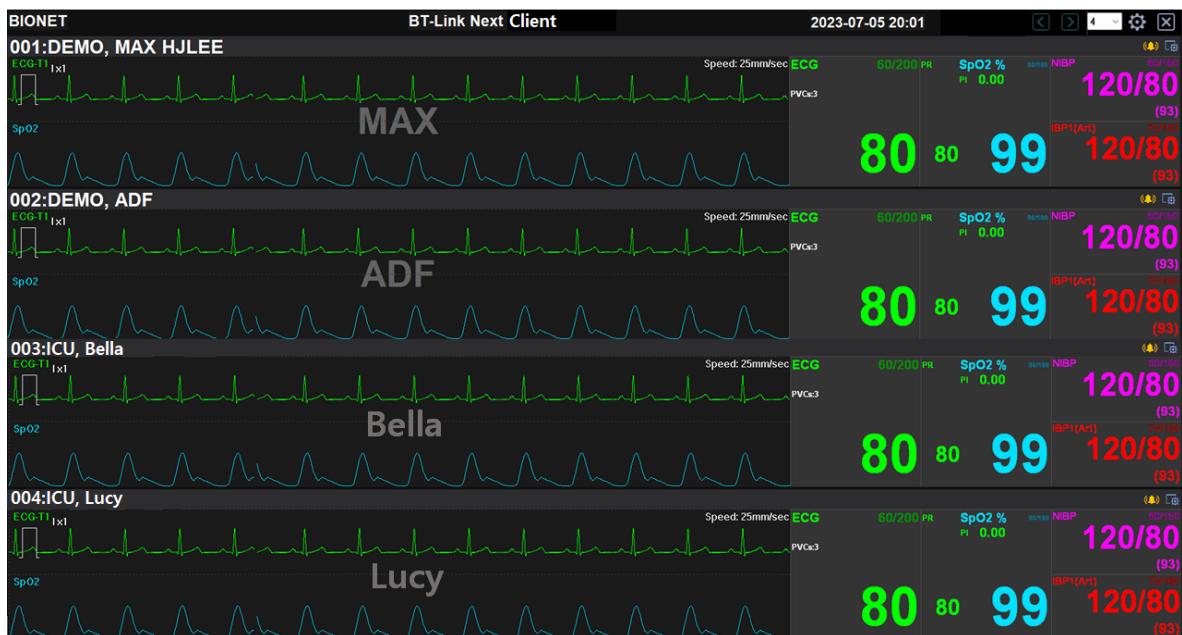 BIONET BT-Link Next Client 2023-07-05 20:01 4
001:DEMO, MAX HJLEE
ECG-T1 x1 Speed: 25mm/sec ECG 60/200 PR SpO2 % NIBP
PI 0.00 120/80
PVCs:3
(93)
MAX
SpO2 IBP1(Art)
80 80 99 120/80
(93)
002:DEMO, ADF
ECG-T1 x1 Speed: 25mm/sec ECG 60/200 PR SpO2 % NIBP
PI 0.00 120/80
PVCs:3
(93)
ADF
SpO2 IBP1(Art)
80 80 99 120/80
(93)
003:ICU, Bella
ECG-T1 x1 Speed: 25mm/sec ECG 60/200 PR SpO2 % NIBP
PI 0.00 120/80
PVCs:3
(93)
Bella
SpO2 IBP1(Art)
80 80 99 120/80
(93)
004:ICU, Lucy
ECG-T1 x1 Speed: 25mm/sec ECG 60/200 PR SpO2 % NIBP
PI 0.00 120/80
PVCs:3
(93)
Lucy
SpO2 IBP1(Art)
80 80 99 120/80
(93)